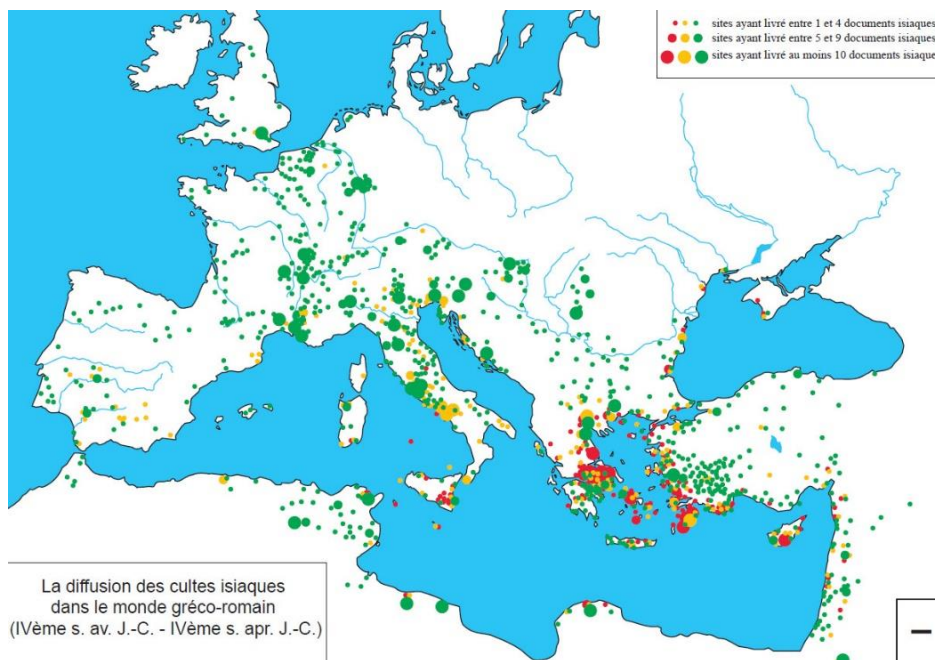 sites ayant livré entre 1 et 4 documents isiaques
sites ayant livré entre 5 et 9 documents isiaques
sites ayant livré au moins 10 documents isiaque
La diffusion des cultes isiaques
dans le monde gréco-romain
(IVème s. av. J.-C. - IVème s. apr. J.-C.)